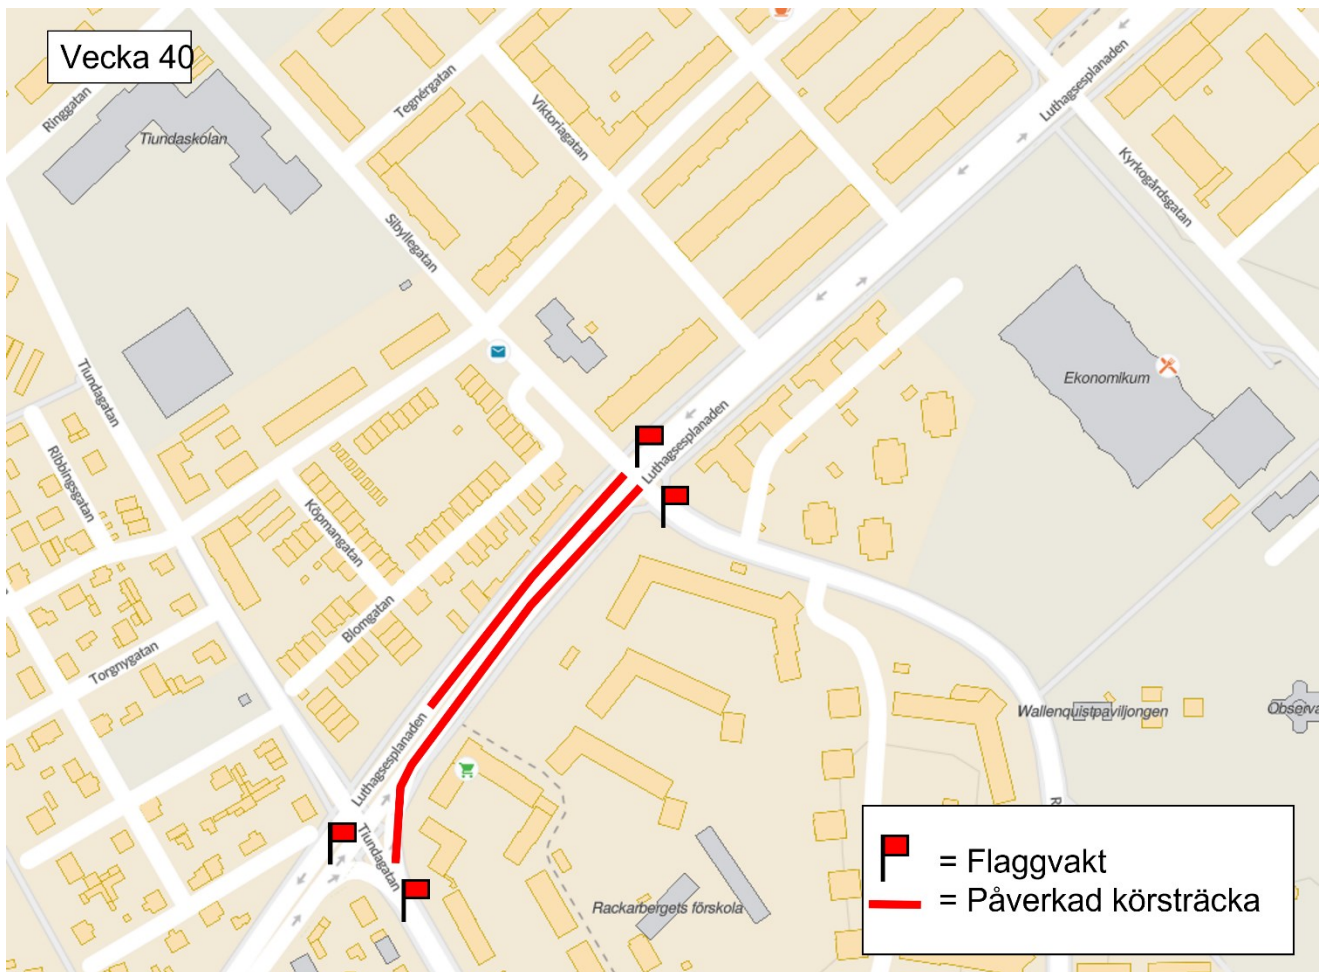 Vecka 40
Ringgatan
Tiundaskolan
Tegnérgatan
Viktoriagatan
Luthagsesplanaden
Kyrkogårdsgatan
Sibyllegatan
Tiundagatan
Ekonomikum
Ribbingsgatan
Köpmangatan
Luthagsesplanaden
Blomgatan
Torgnygatan
Luthagsesplanaden
Wallenquistpaviljongen
Observa
R
Tiundagatan
Rackarbergets förskola
= Flaggvakt
= Påverkad körsträcka